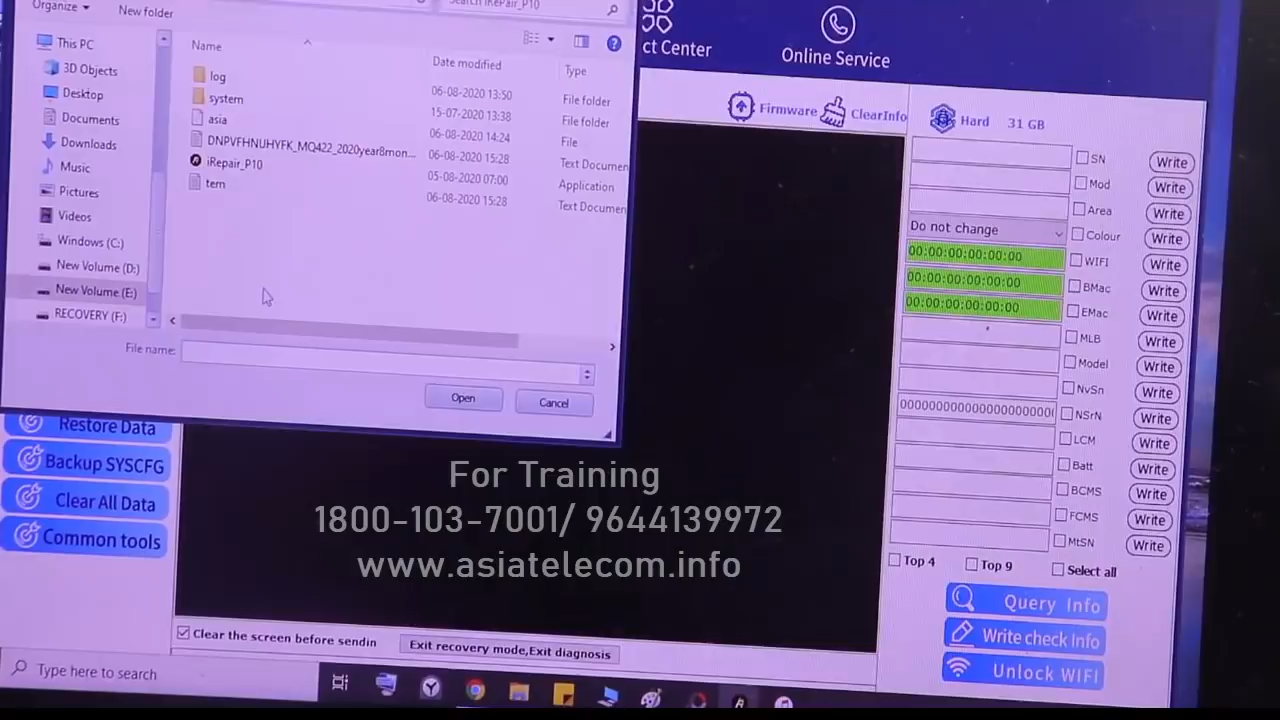 Organize
New folder
Search iRepair_P10
ct Center
Online Service
Name
Date modified
Type
This PC
3D Objects
Desktop
Documents
Downloads
Music
Pictures
Videos
Windows (C:)
New Volume (D:)
New Volume (E:)
RECOVERY (F:)
log
06-08-2020 13:50
File folder
system
15-07-2020 13:38
File folder
asia
06-08-2020 14:24
File
DNPVFHNUHYFK_MQ422_2020year8mon...
06-08-2020 15:28
Text Documen
iRepair_P10
05-08-2020 07:00
Application
tern
06-08-2020 15:28
Text Documen
File name:
Open
Cancel
Firmware
ClearInfo
Hard 31 GB
SN Write
Mod Write
Area Write
Do not change Colour Write
00:00:00:00:00:00 WIFI Write
00:00:00:00:00:00 BMac Write
00:00:00:00:00:00 EMac Write
MLB Write
Model Write
NvSn Write
NSrN Write
LCM Write
Batt Write
BCMS Write
FCMS Write
MtSN Write
Top 4 Top 9 Select all
Query Info
Write check Info
Unlock WIFI
Restore Data
Backup SYSCFG
Clear All Data
Common tools
For Training
1800-103-7001/ 9644139972
www.asiatelecom.info
Clear the screen before sendin
Exit recovery mode,Exit diagnosis
Type here to search